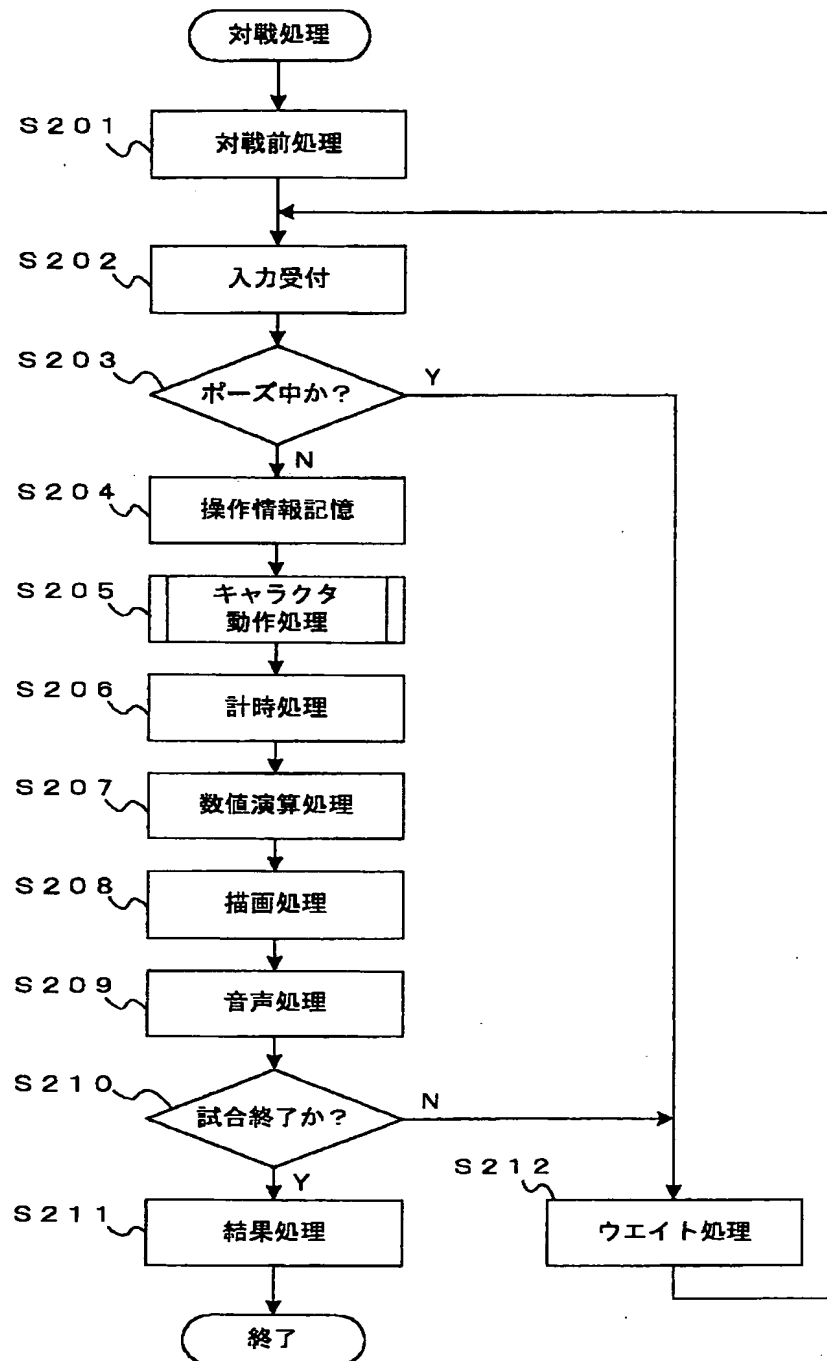 対戦処理
S201
対戦前処理
S202
入力受付
S203
ポーズ中か?
Y
N
S204
操作情報記憶
S205
キャラクタ
動作処理
S206
計時処理
S207
数値演算処理
S208
描画処理
S209
音声処理
S210
試合終了か?
N
Y
S211
結果処理
S212
ウエイト処理
終了